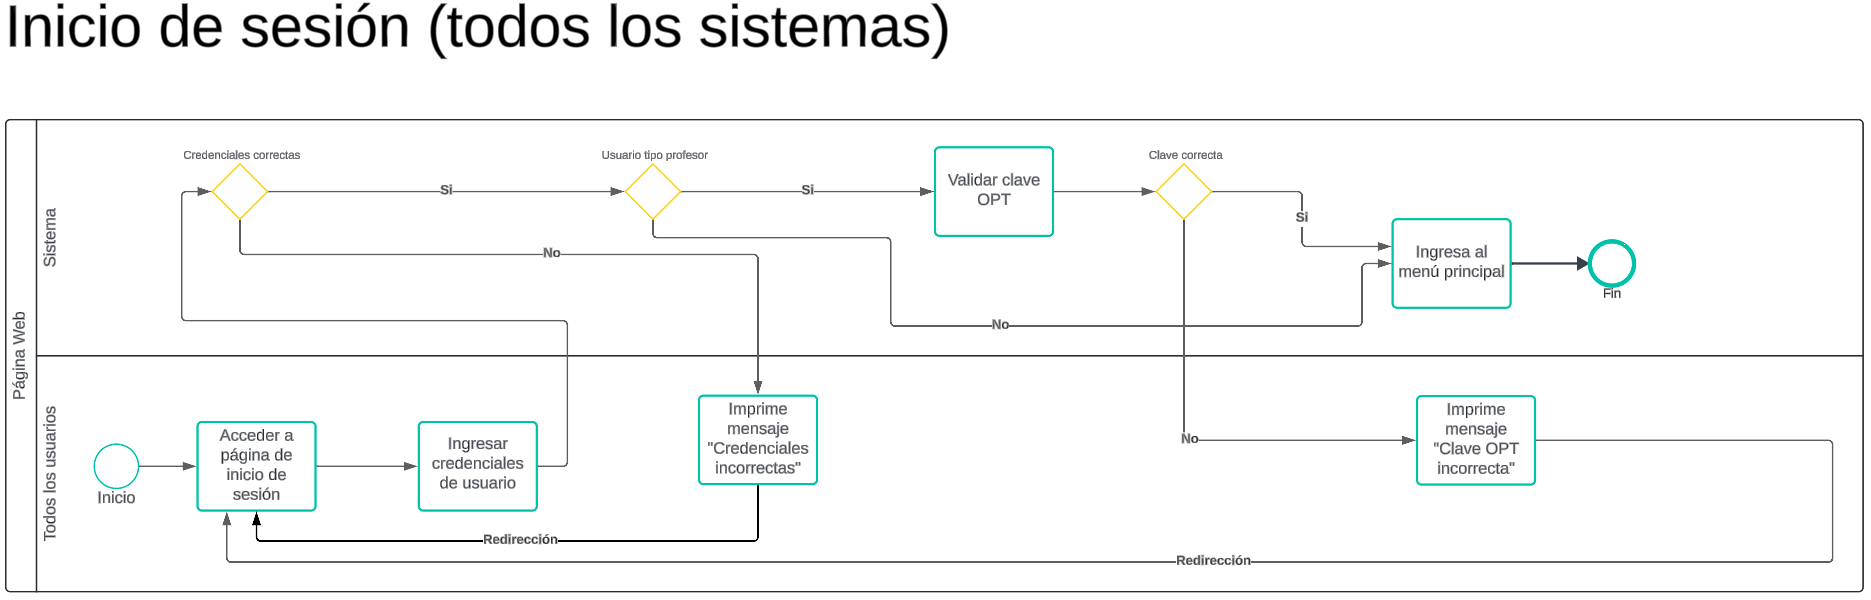 Inicio de sesión (todos los sistemas)
Página Web
Sistema
Credenciales correctas
Si
Usuario tipo profesor
Si
Validar clave
OPT
Clave correcta
Si
Ingresa al
menú principal
Fin
No
No
Todos los usuarios
Inicio
Acceder a
página de
inicio de
sesión
Ingresar
credenciales
de usuario
Imprime
mensaje
"Credenciales
incorrectas"
No
Imprime
mensaje
"Clave OPT
incorrecta"
Redirección
Redirección